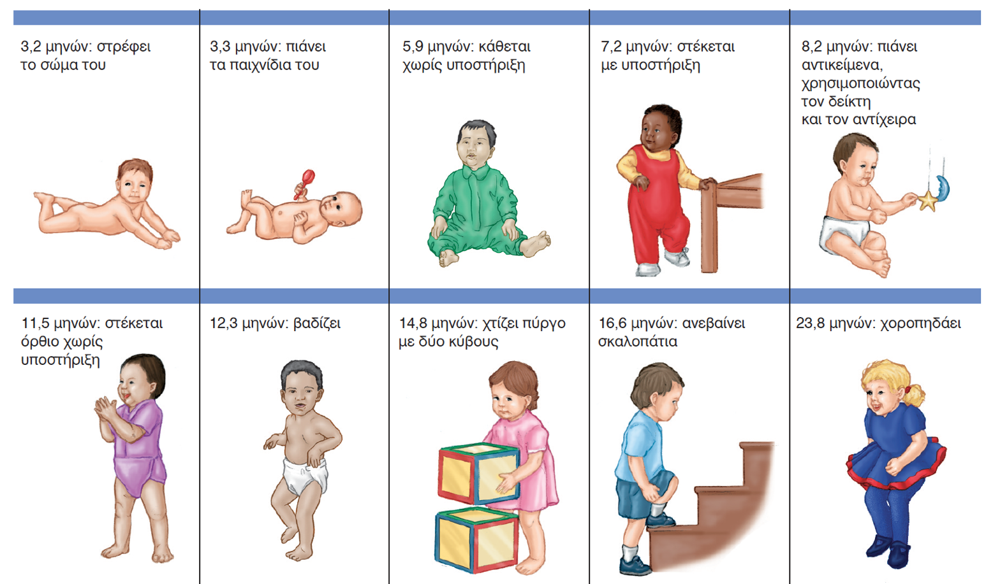 3,2 μηνών: στρέφει
το σώμα του
3,3 μηνών: πιάνει
τα παιχνίδια του
5,9 μηνών: κάθεται
χωρίς υποστήριξη
7,2 μηνών: στέκεται
με υποστήριξη
8,2 μηνών: πιάνει
αντικείμενα,
χρησιμοποιώντας
τον δείκτη
και τον αντίχειρα
11,5 μηνών: στέκεται
όρθιο χωρίς
υποστήριξη
12,3 μηνών: βαδίζει
14,8 μηνών: χτίζει πύργο
με δύο κύβους
16,6 μηνών: ανεβαίνει
σκαλοπάτια
23,8 μηνών: χοροπηδάει